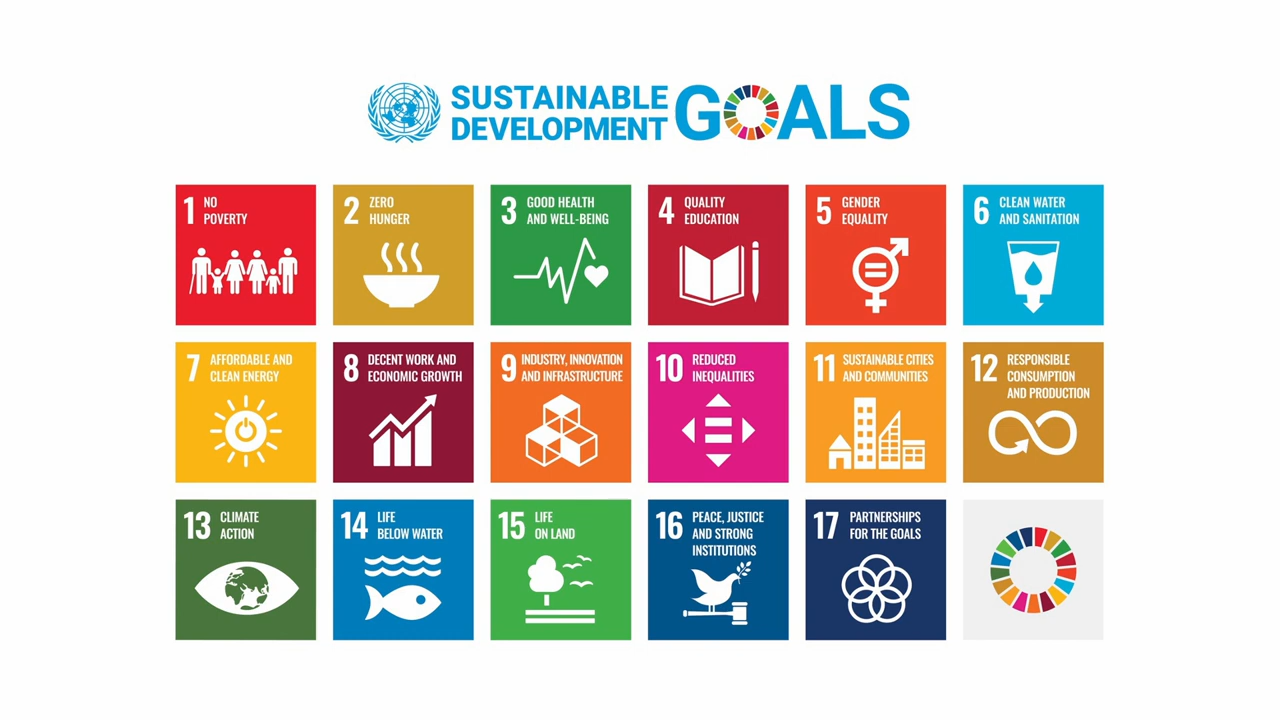 SUSTAINABLE
DEVELOPMENT
GOALS
1 NO
POVERTY
2 ZERO
HUNGER
3 GOOD HEALTH
AND WELL-BEING
4 QUALITY
EDUCATION
5 GENDER
EQUALITY
6 CLEAN WATER
AND SANITATION
7 AFFORDABLE AND
CLEAN ENERGY
8 DECENT WORK AND
ECONOMIC GROWTH
9 INDUSTRY, INNOVATION
AND INFRASTRUCTURE
10 REDUCED
INEQUALITIES
11 SUSTAINABLE CITIES
AND COMMUNITIES
12 RESPONSIBLE
CONSUMPTION
AND PRODUCTION
13 CLIMATE
ACTION
14 LIFE
BELOW WATER
15 LIFE
ON LAND
16 PEACE, JUSTICE
AND STRONG
INSTITUTIONS
17 PARTNERSHIPS
FOR THE GOALS